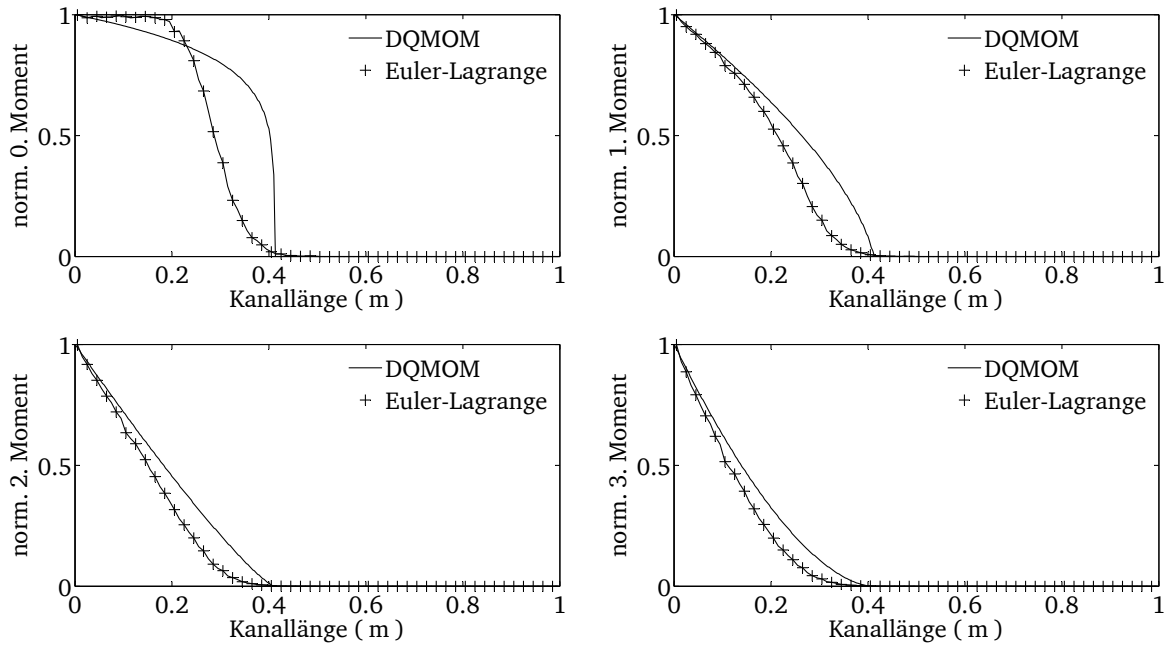 norm. 0. Moment
1
0.5
0
DQMOM
Euler-Lagrange
0
0.2
0.4
0.6
0.8
1
Kanallänge ( m )
norm. 1. Moment
1
0.5
0
DQMOM
Euler-Lagrange
0
0.2
0.4
0.6
0.8
1
Kanallänge ( m )
norm. 2. Moment
1
0.5
0
DQMOM
Euler-Lagrange
0
0.2
0.4
0.6
0.8
1
Kanallänge ( m )
norm. 3. Moment
1
0.5
0
DQMOM
Euler-Lagrange
0
0.2
0.4
0.6
0.8
1
Kanallänge ( m )